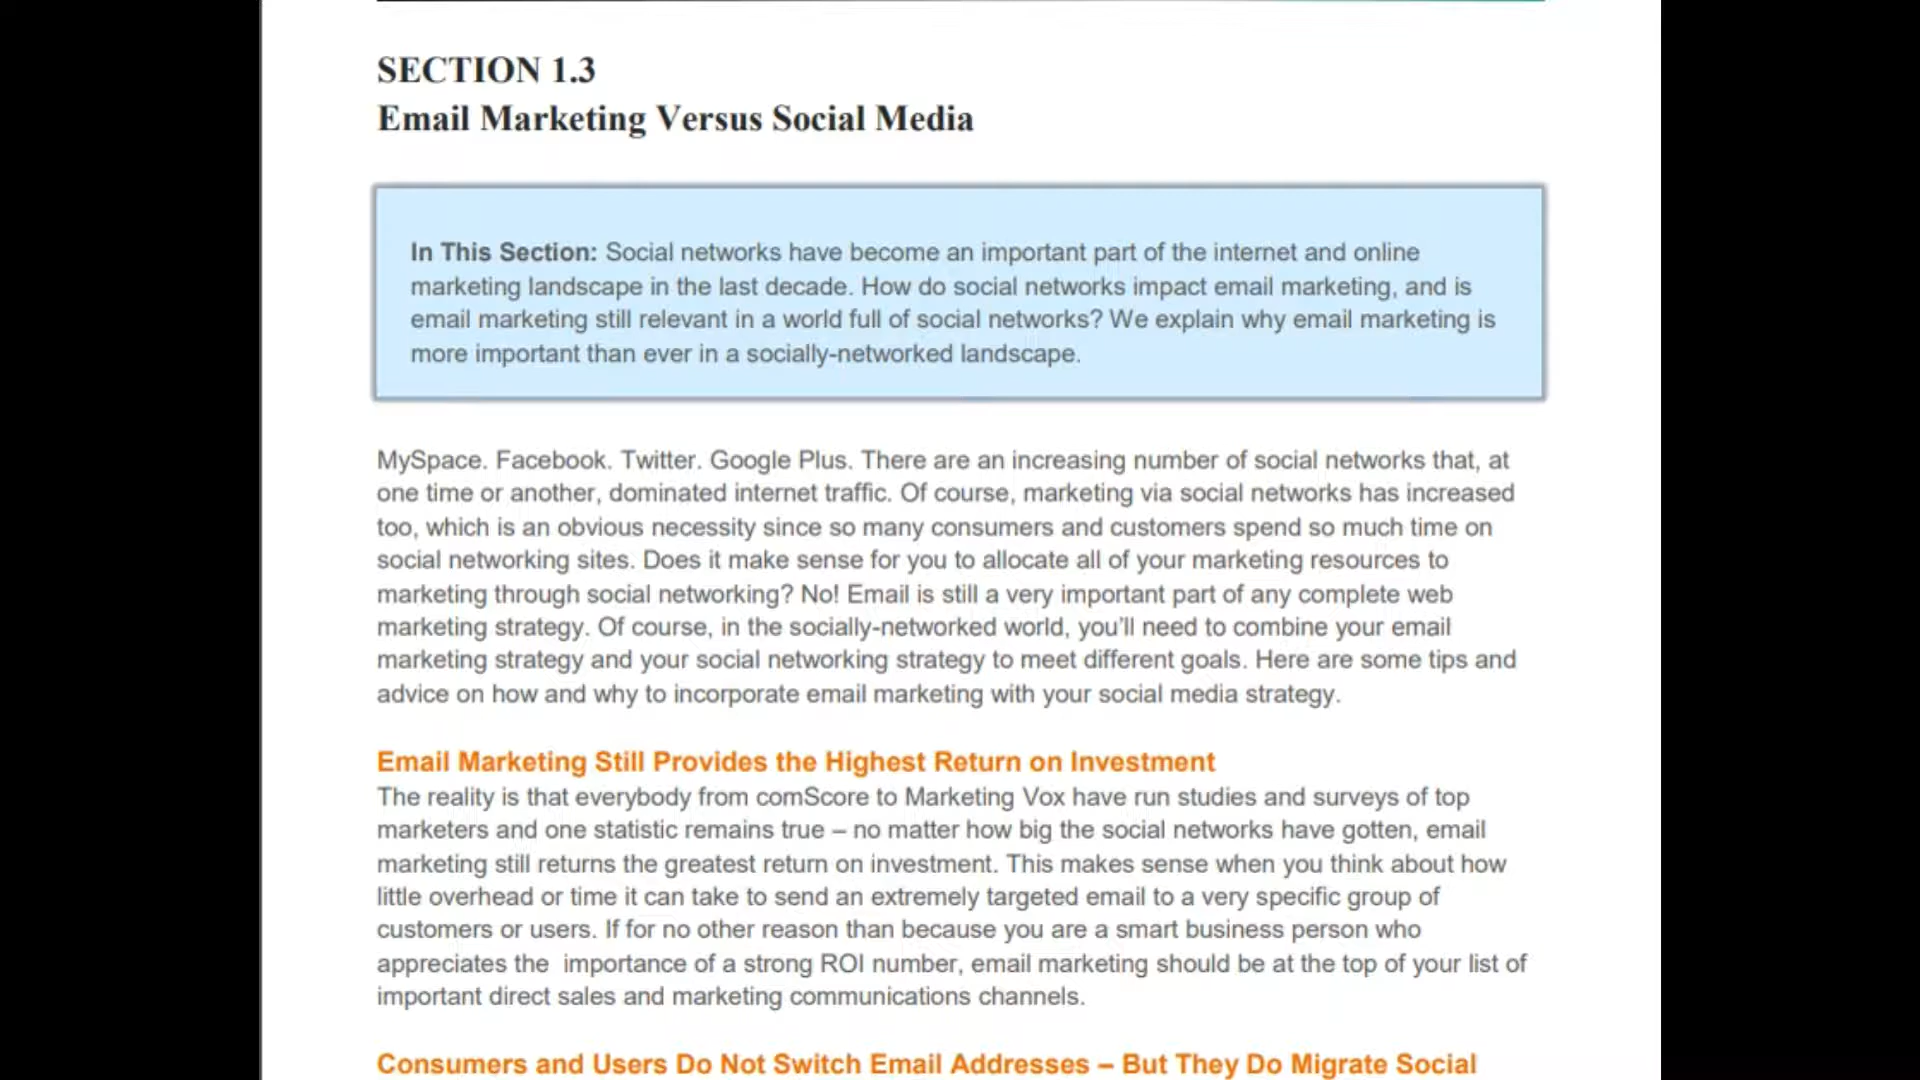 SECTION 1.3
Email Marketing Versus Social Media
In This Section: Social networks have become an important part of the internet and online
marketing landscape in the last decade. How do social networks impact email marketing, and is
email marketing still relevant in a world full of social networks? We explain why email marketing is
more important than ever in a socially-networked landscape.
MySpace. Facebook. Twitter. Google Plus. There are an increasing number of social networks that, at
one time or another, dominated internet traffic. Of course, marketing via social networks has increased
too, which is an obvious necessity since so many consumers and customers spend so much time on
social networking sites. Does it make sense for you to allocate all of your marketing resources to
marketing through social networking? No! Email is still a very important part of any complete web
marketing strategy. Of course, in the socially-networked world, you’ll need to combine your email
marketing strategy and your social networking strategy to meet different goals. Here are some tips and
advice on how and why to incorporate email marketing with your social media strategy.
Email Marketing Still Provides the Highest Return on Investment
The reality is that everybody from comScore to Marketing Vox have run studies and surveys of top
marketers and one statistic remains true – no matter how big the social networks have gotten, email
marketing still returns the greatest return on investment. This makes sense when you think about how
little overhead or time it can take to send an extremely targeted email to a very specific group of
customers or users. If for no other reason than because you are a smart business person who
appreciates the  importance of a strong ROI number, email marketing should be at the top of your list of
important direct sales and marketing communications channels.
Consumers and Users Do Not Switch Email Addresses – But They Do Migrate Social